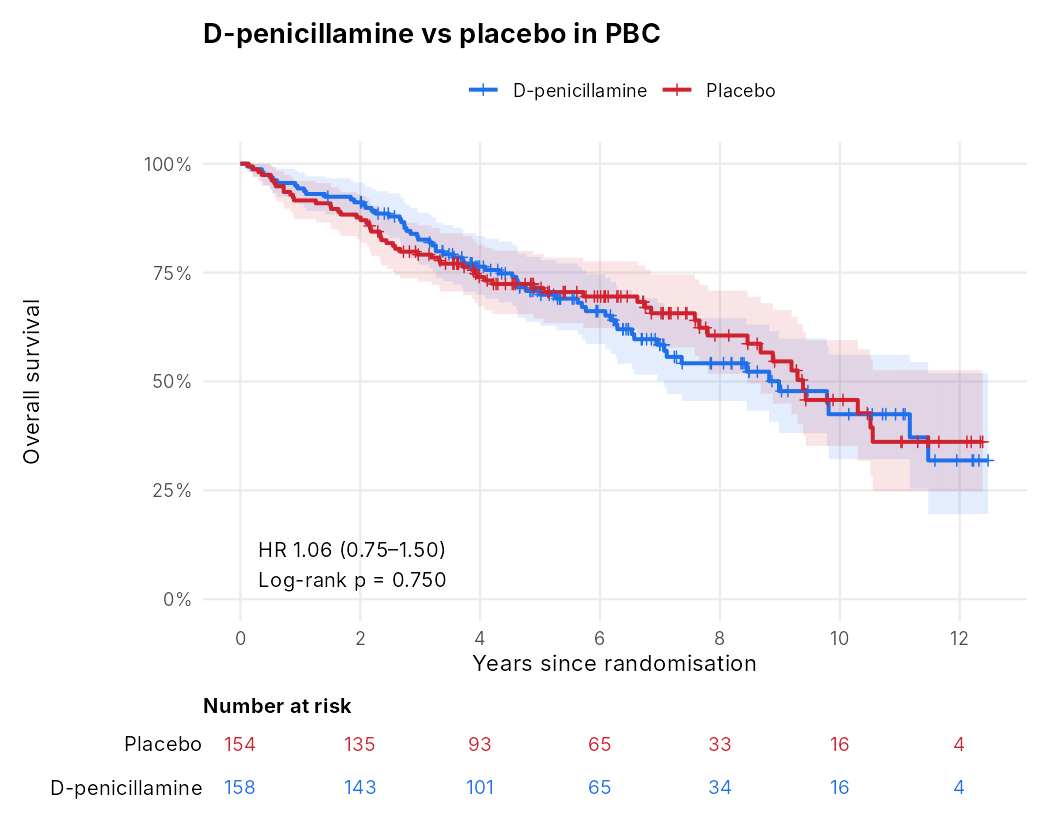 D-penicillamine vs placebo in PBC
D-penicillamine Placebo
100%
75%
50%
25%
0%
Overall survival
HR 1.06 (0.75–1.50)
Log-rank p = 0.750
0 2 4 6 8 10 12
Years since randomisation
Number at risk
Placebo 154 135 93 65 33 16 4
D-penicillamine 158 143 101 65 34 16 4